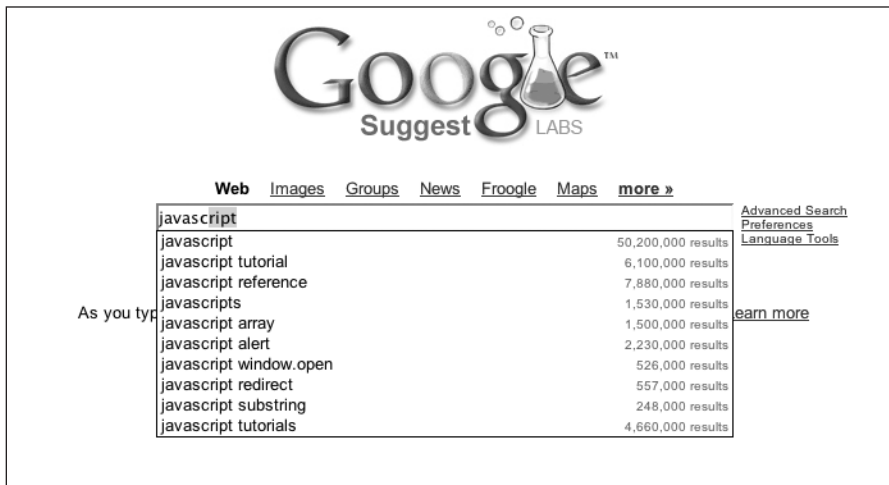 Google™
Suggest LABS
Web Images Groups News Froogle Maps more »
javascript
Advanced Search
Preferences
Language Tools
javascript 50,200,000 results
javascript tutorial 6,100,000 results
javascript reference 7,880,000 results
javascripts 1,530,000 results
javascript array 1,500,000 results
javascript alert 2,230,000 results
javascript window.open 526,000 results
javascript redirect 557,000 results
javascript substring 248,000 results
javascript tutorials 4,660,000 results
As you typ earn more